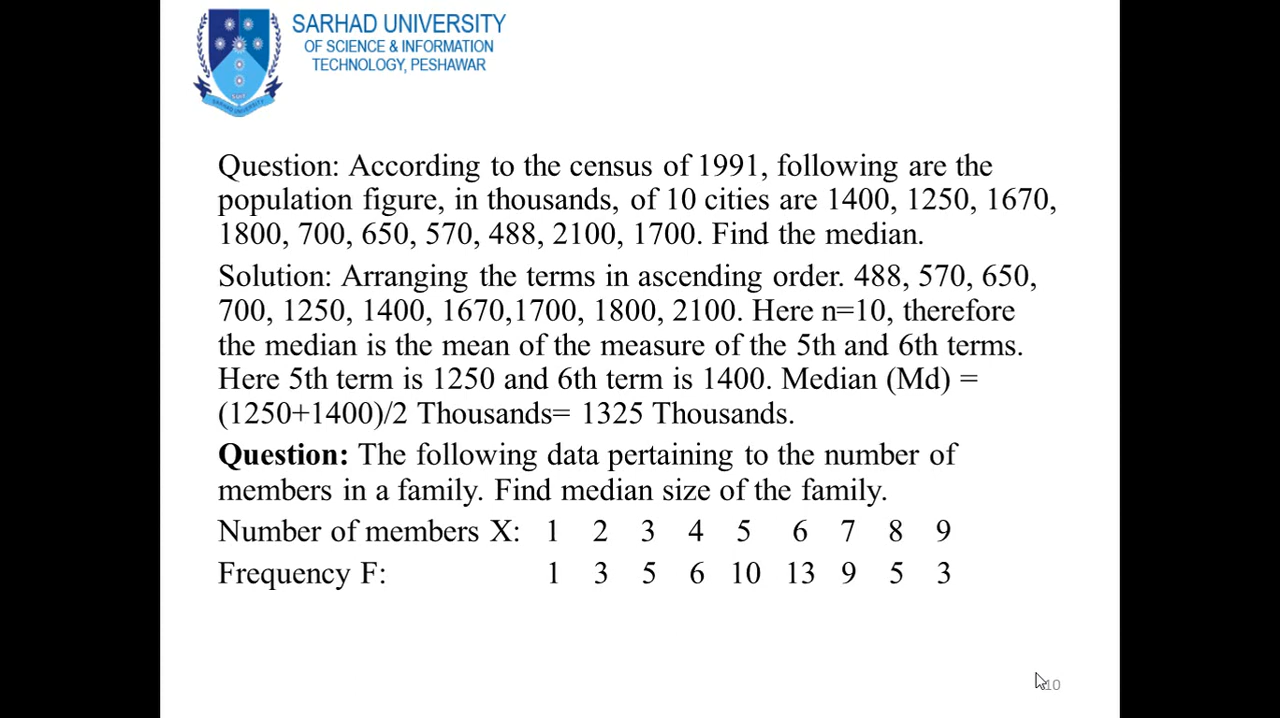 SARHAD UNIVERSITY
OF SCIENCE & INFORMATION
TECHNOLOGY, PESHAWAR
SARHAD UNIVERSITY
Question: According to the census of 1991, following are the
population figure, in thousands, of 10 cities are 1400, 1250, 1670,
1800, 700, 650, 570, 488, 2100, 1700. Find the median.
Solution: Arranging the terms in ascending order. 488, 570, 650,
700, 1250, 1400, 1670,1700, 1800, 2100. Here n=10, therefore
the median is the mean of the measure of the 5th and 6th terms.
Here 5th term is 1250 and 6th term is 1400. Median (Md) =
(1250+1400)/2 Thousands= 1325 Thousands.
Question: The following data pertaining to the number of
members in a family. Find median size of the family.
Number of members X: 1 2 3 4 5 6 7 8 9
Frequency F: 1 3 5 6 10 13 9 5 3
10